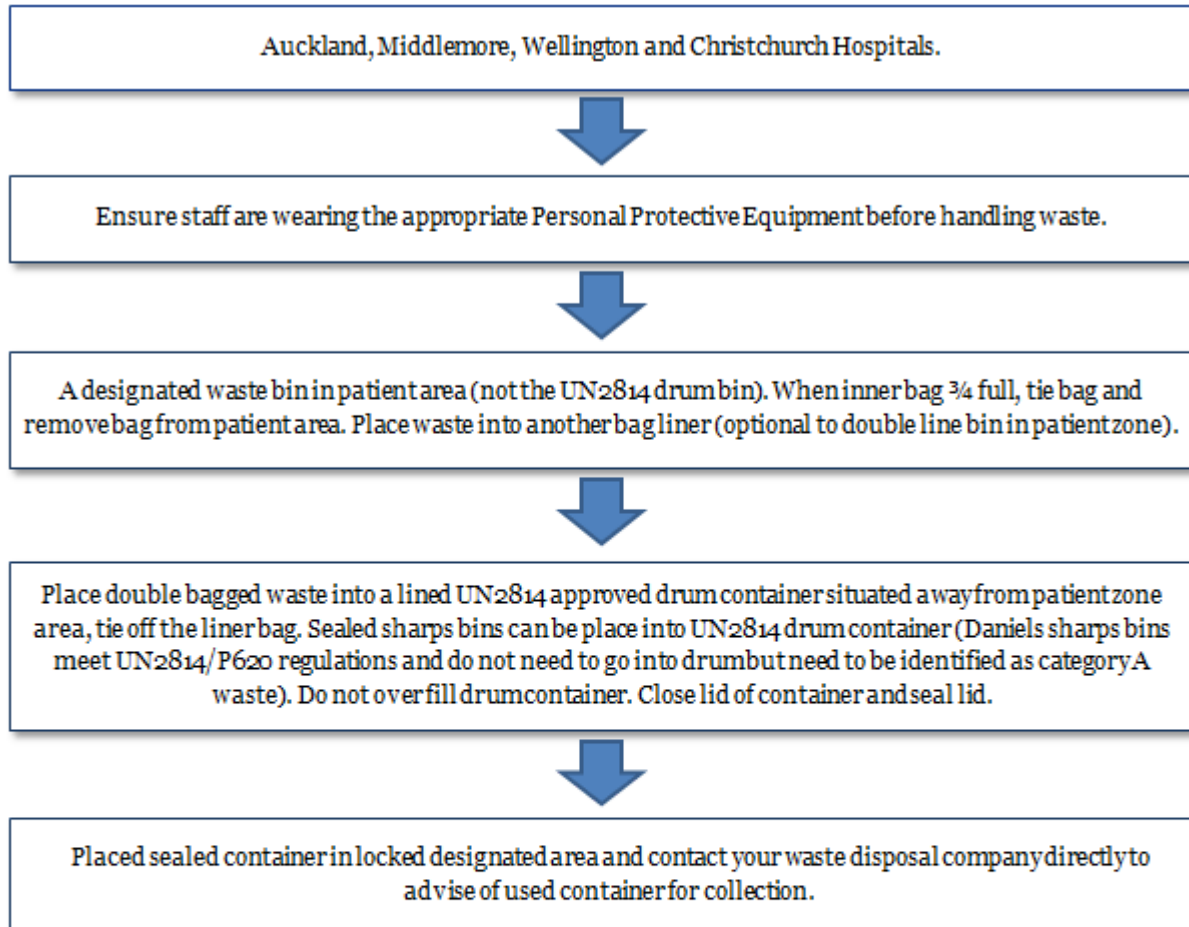 Auckland, Middlemore, Wellington and Christchurch Hospitals.
Ensure staff are wearing the appropriate Personal Protective Equipment before handling waste.
A designated waste bin in patient area (not the UN2814 drum bin). When inner bag ¾ full, tie bag and
remove bag from patient area. Place waste into another bag liner (optional to double line bin in patient zone).
Place double bagged waste into a lined UN2814 approved drum container situated away from patient zone
area, tie off the liner bag. Sealed sharps bins can be place into UN2814 drum container (Daniels sharps bins
meet UN2814/P620 regulations and do not need to go into drum but need to be identified as category A
waste). Do not overfill drum container. Close lid of container and seal lid.
Placed sealed container in locked designated area and contact your waste disposal company directly to
advise of used container for collection.